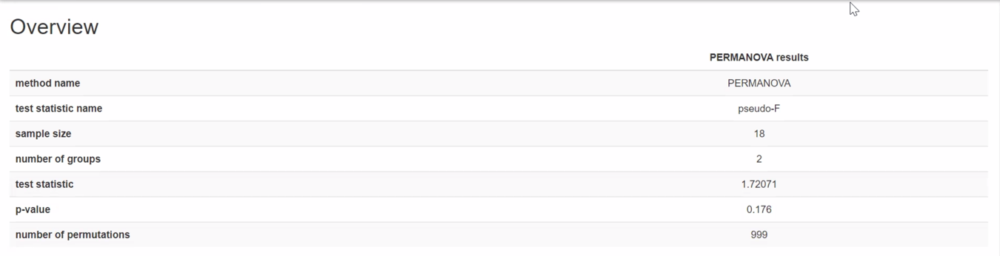 Overview
PERMANOVA results
method name PERMANOVA
test statistic name pseudo-F
sample size 18
number of groups 2
test statistic 1.72071
p-value 0.176
number of permutations 999